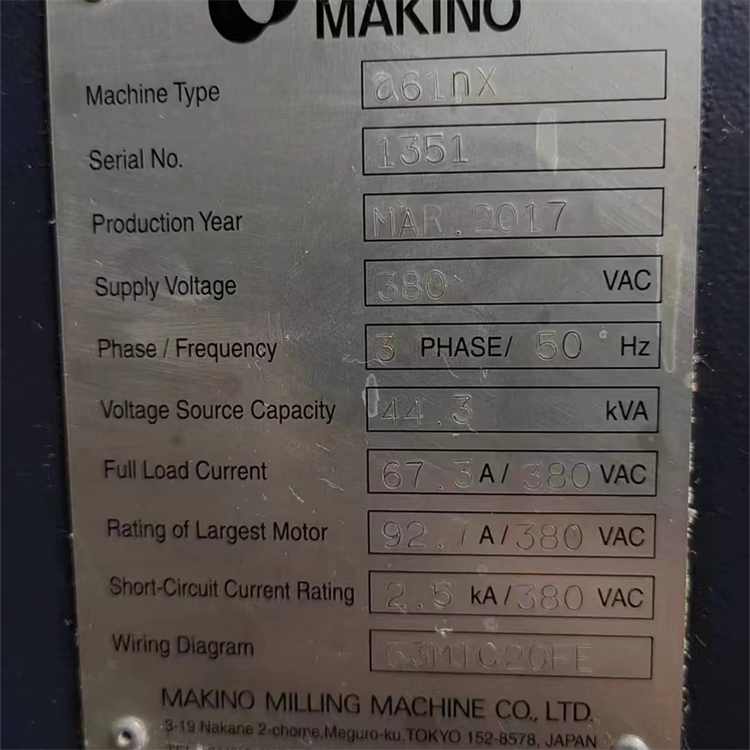 MAKINO
Machine Type a61nx
Serial No. 1351
Production Year MAR.2017
Supply Voltage 380 VAC
Phase / Frequency 3 PHASE/ 50 Hz
Voltage Source Capacity 44.3 kVA
Full Load Current 67.3 A/ 380 VAC
Rating of Largest Motor 92.7 A/ 380 VAC
Short-Circuit Current Rating 2.5 kA/ 380 VAC
Wiring Diagram
MAKINO MILLING MACHINE CO., LTD.
3-19 Nakane 2-chome, Meguro-ku, TOKYO 152-8578, JAPAN